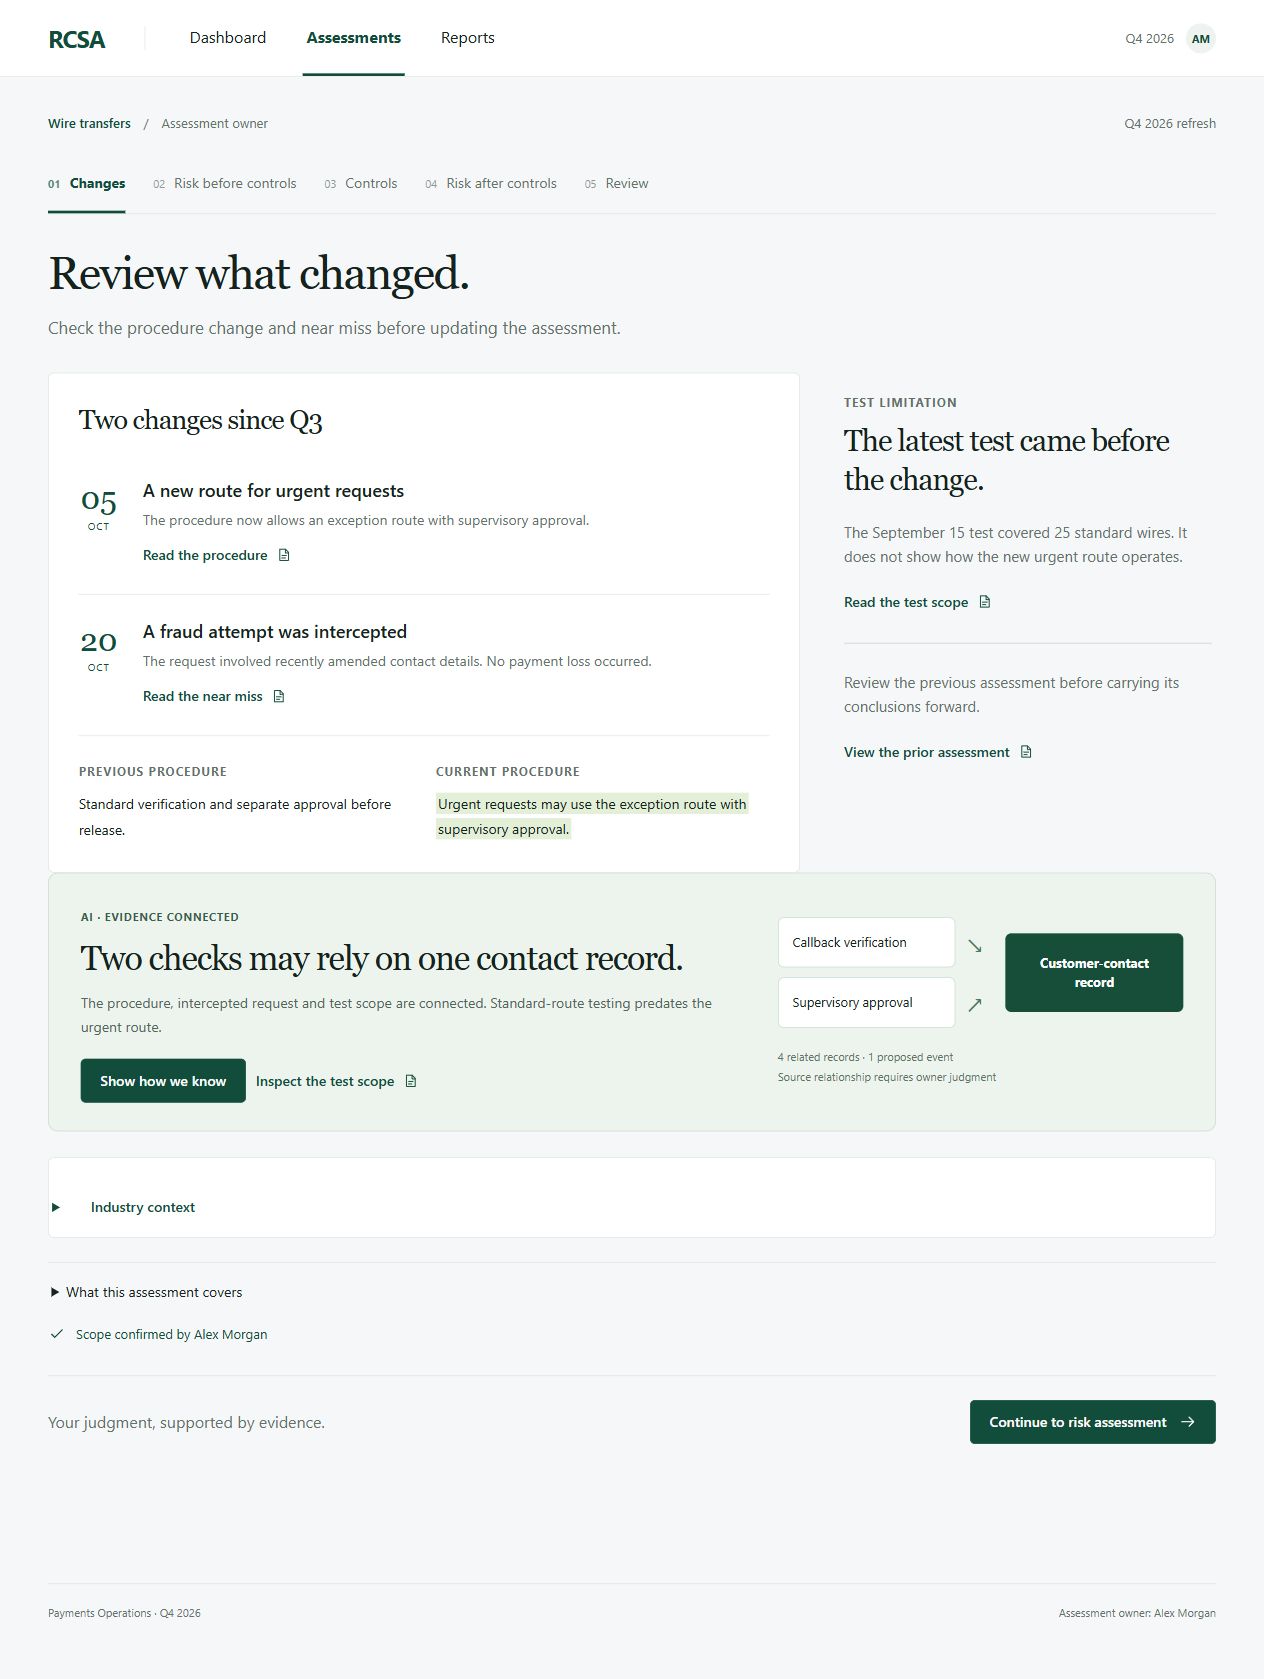 RCSA
Dashboard
Assessments
Reports
Q4 2026
AM
Wire transfers / Assessment owner
Q4 2026 refresh
01 Changes
02 Risk before controls
03 Controls
04 Risk after controls
05 Review
Review what changed.
Check the procedure change and near miss before updating the assessment.
Two changes since Q3
05
OCT
A new route for urgent requests
The procedure now allows an exception route with supervisory approval.
Read the procedure
20
OCT
A fraud attempt was intercepted
The request involved recently amended contact details. No payment loss occurred.
Read the near miss
PREVIOUS PROCEDURE
Standard verification and separate approval before
release.
CURRENT PROCEDURE
Urgent requests may use the exception route with
supervisory approval.
TEST LIMITATION
The latest test came before
the change.
The September 15 test covered 25 standard wires. It
does not show how the new urgent route operates.
Read the test scope
Review the previous assessment before carrying its
conclusions forward.
View the prior assessment
AI · EVIDENCE CONNECTED
Two checks may rely on one contact record.
The procedure, intercepted request and test scope are connected. Standard-route testing predates the
urgent route.
Show how we know
Inspect the test scope
Callback verification
Supervisory approval
Customer-contact
record
4 related records · 1 proposed event
Source relationship requires owner judgment
Industry context
What this assessment covers
Scope confirmed by Alex Morgan
Your judgment, supported by evidence.
Continue to risk assessment
Payments Operations · Q4 2026
Assessment owner: Alex Morgan